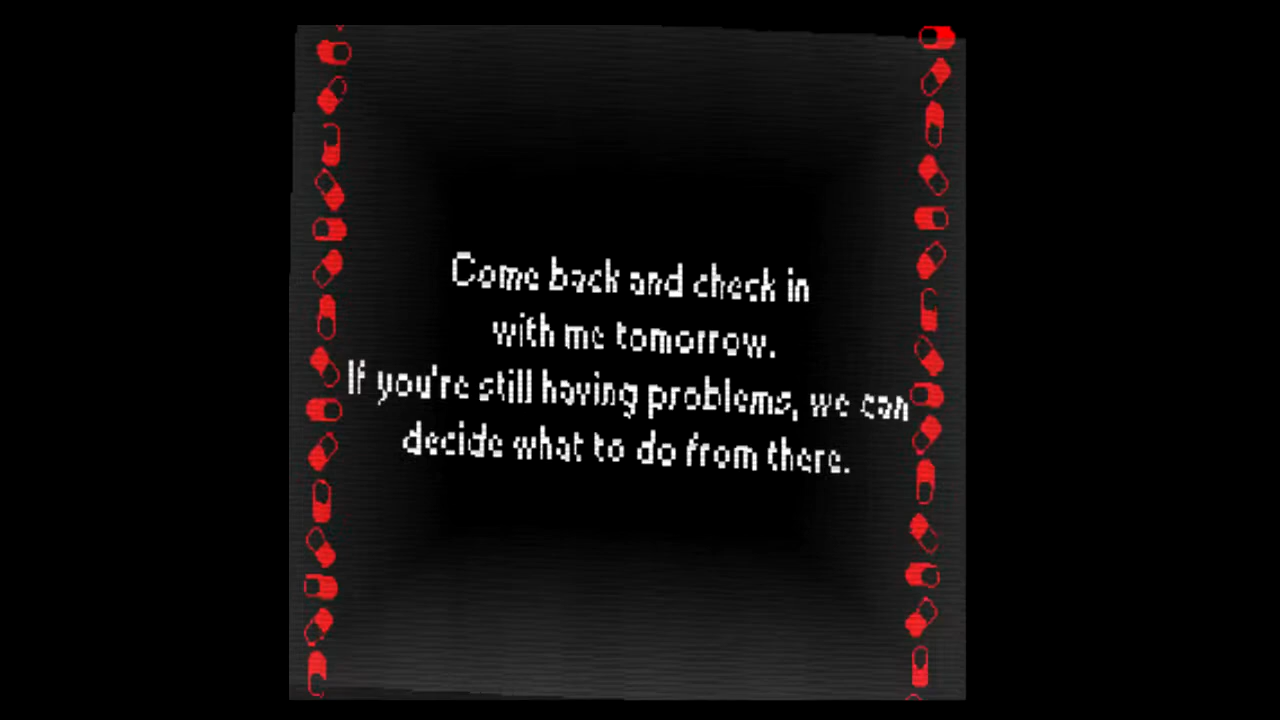 Come back and check in
with me tomorrow.
If you're still having problems, we can
decide what to do from there.